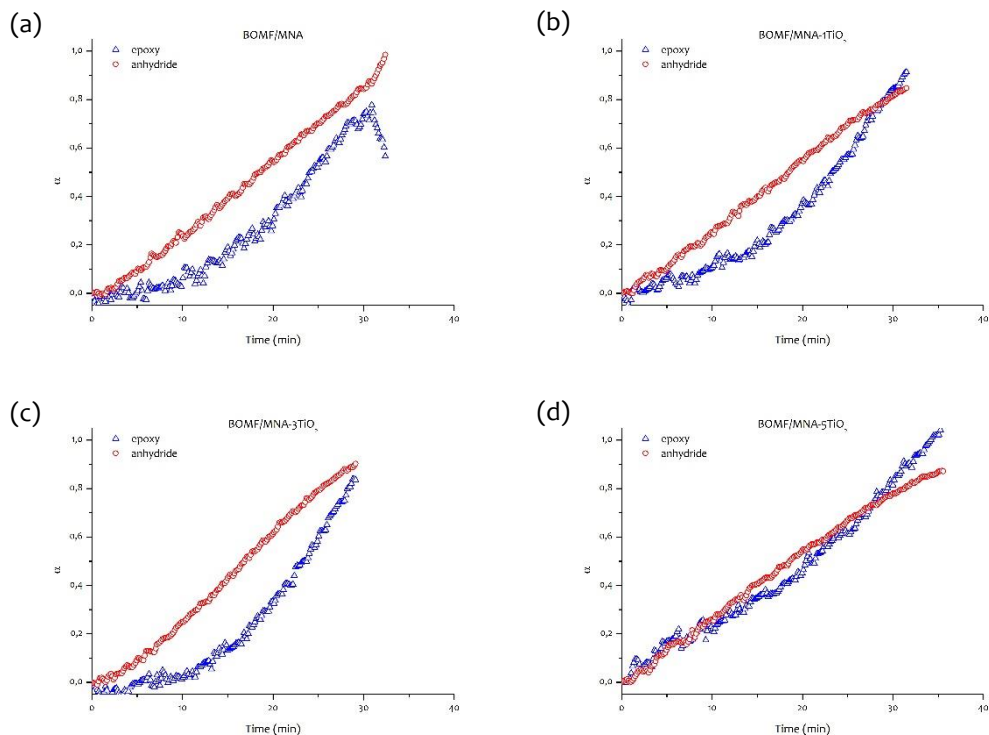 (a)
BOMF/MNA
epoxy
anhydride
1,0
0,8
0,6
0,4
0,2
0,0
α
0
10
20
30
40
Time (min)
(b)
BOMF/MNA-1TiO₂
epoxy
anhydride
1,0
0,8
0,6
0,4
0,2
0,0
α
0
10
20
30
40
Time (min)
(c)
BOMF/MNA-3TiO₂
epoxy
anhydride
1,0
0,8
0,6
0,4
0,2
0,0
α
0
10
20
30
40
Time (min)
(d)
BOMF/MNA-5TiO₂
epoxy
anhydride
1,0
0,8
0,6
0,4
0,2
0,0
α
0
10
20
30
40
Time (min)